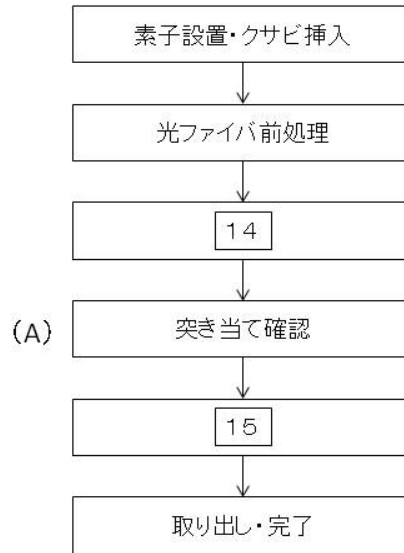 素子設置・クサビ挿入
光ファイバ前処理
14
(A)
突き当て確認
15
取り出し・完了